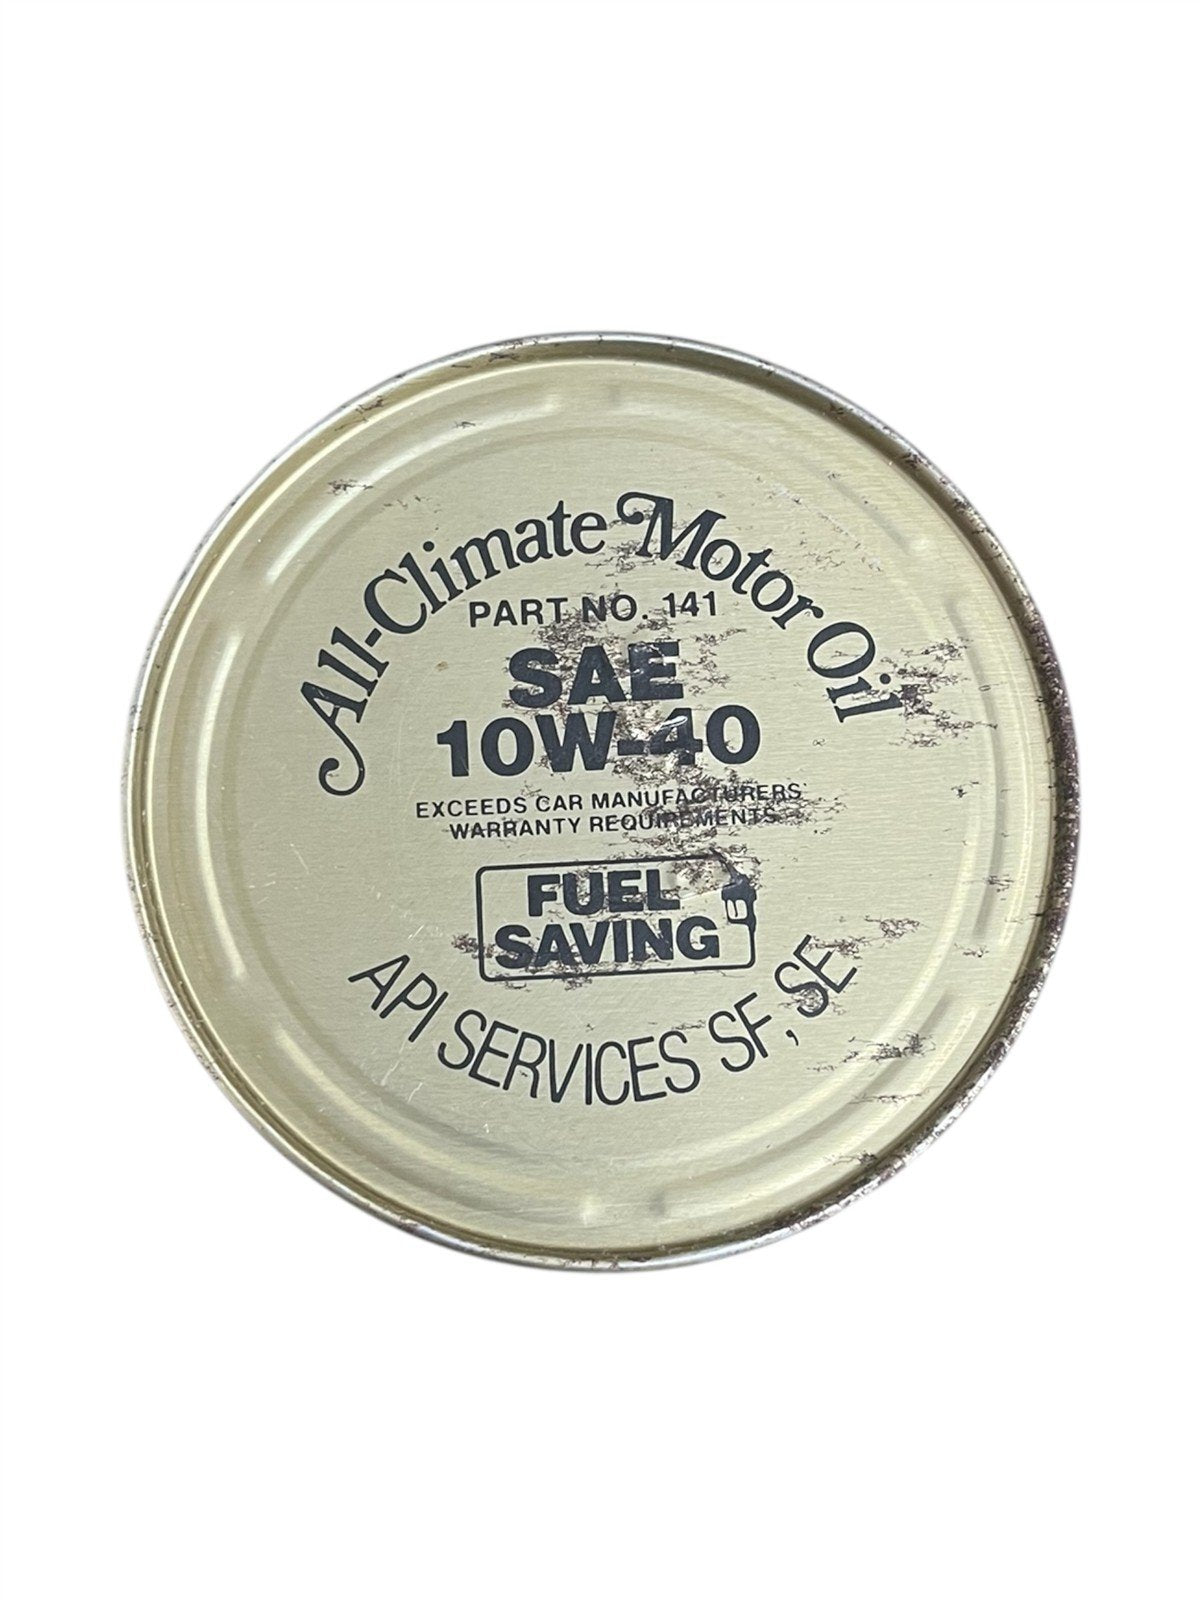 All-Climate Motor Oil
PART NO. 141
SAE
10W-40
EXCEEDS CAR MANUFACTURERS
WARRANTY REQUIREMENTS
FUEL
SAVING
API SERVICES SF, SE